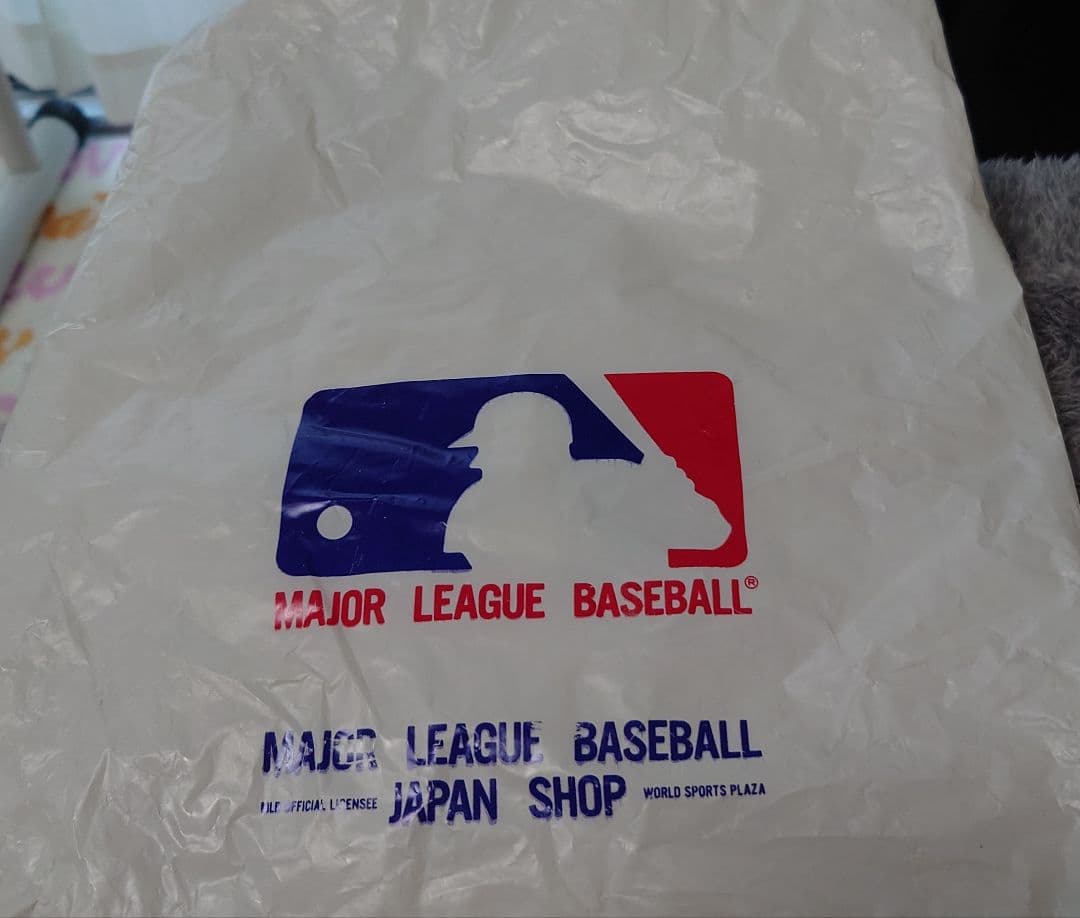 MAJOR LEAGUE BASEBALL®
MAJOR LEAGUE BASEBALL
OFFICIAL LICENSEE JAPAN SHOP WORLD SPORTS PLAZA